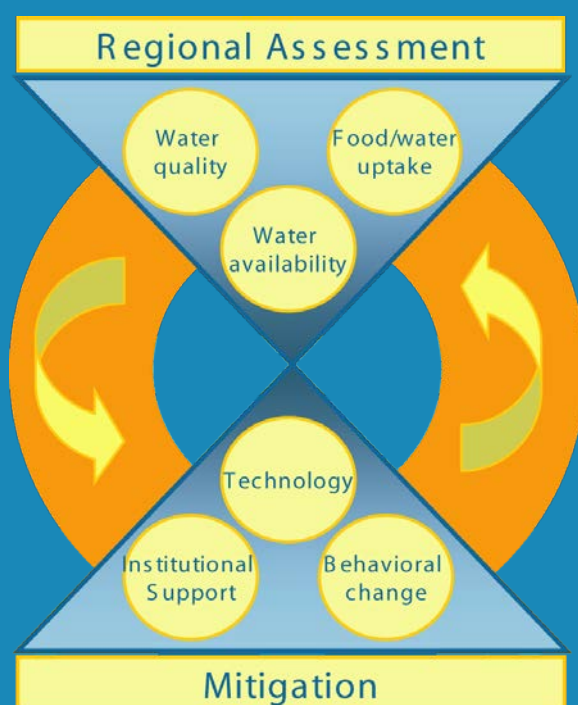 Regional Assessment
Water
quality
Food/water
uptake
Water
availability
Technology
Institutional
Support
Behavioral
change
Mitigation